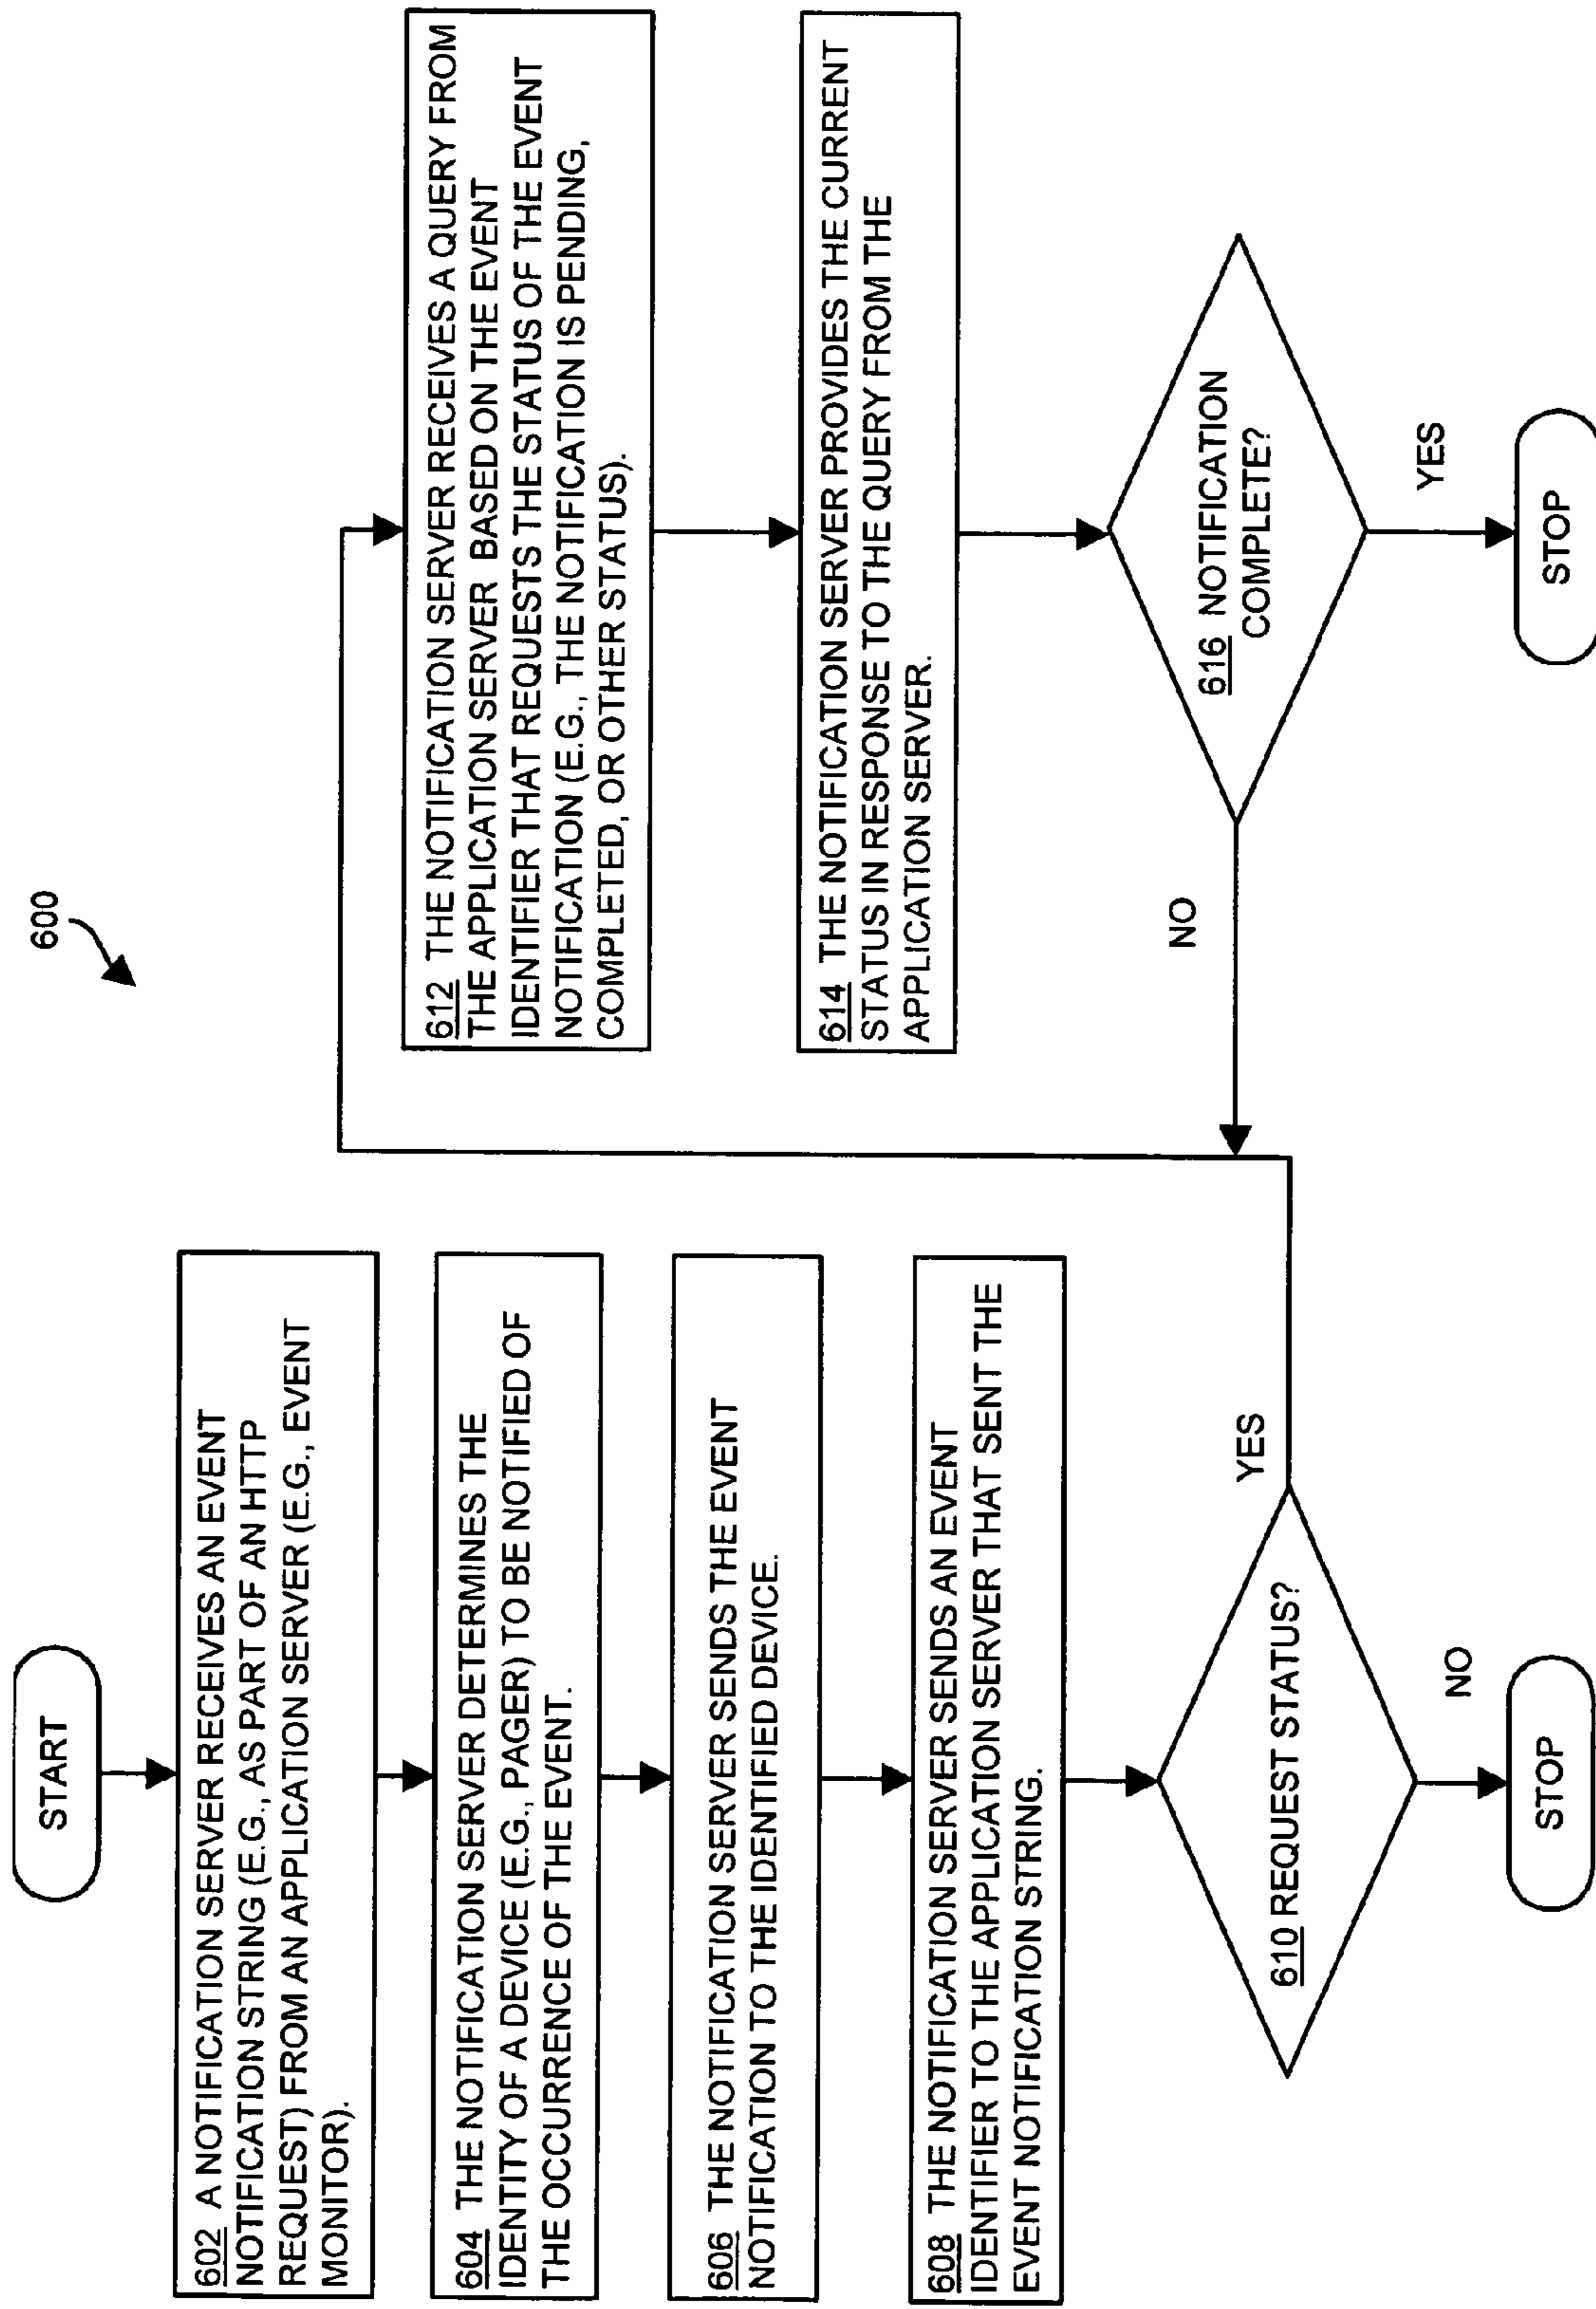 600
START
602 A NOTIFICATION SERVER RECEIVES AN EVENT
NOTIFICATION STRING (E.G., AS PART OF AN HTTP
REQUEST) FROM AN APPLICATION SERVER (E.G., EVENT
MONITOR).
604 THE NOTIFICATION SERVER DETERMINES THE
IDENTITY OF A DEVICE (E.G., PAGER) TO BE NOTIFIED OF
THE OCCURRENCE OF THE EVENT.
606 THE NOTIFICATION SERVER SENDS THE EVENT
NOTIFICATION TO THE IDENTIFIED DEVICE.
608 THE NOTIFICATION SERVER SENDS AN EVENT
IDENTIFIER TO THE APPLICATION SERVER THAT SENT THE
EVENT NOTIFICATION STRING.
610 REQUEST STATUS?
YES
NO
STOP
612 THE NOTIFICATION SERVER RECEIVES A QUERY FROM
THE APPLICATION SERVER BASED ON THE EVENT
IDENTIFIER THAT REQUESTS THE STATUS OF THE EVENT
NOTIFICATION (E.G., THE NOTIFICATION IS PENDING,
COMPLETED, OR OTHER STATUS).
614 THE NOTIFICATION SERVER PROVIDES THE CURRENT
STATUS IN RESPONSE TO THE QUERY FROM THE
APPLICATION SERVER.
616 NOTIFICATION
COMPLETE?
NO
YES
STOP